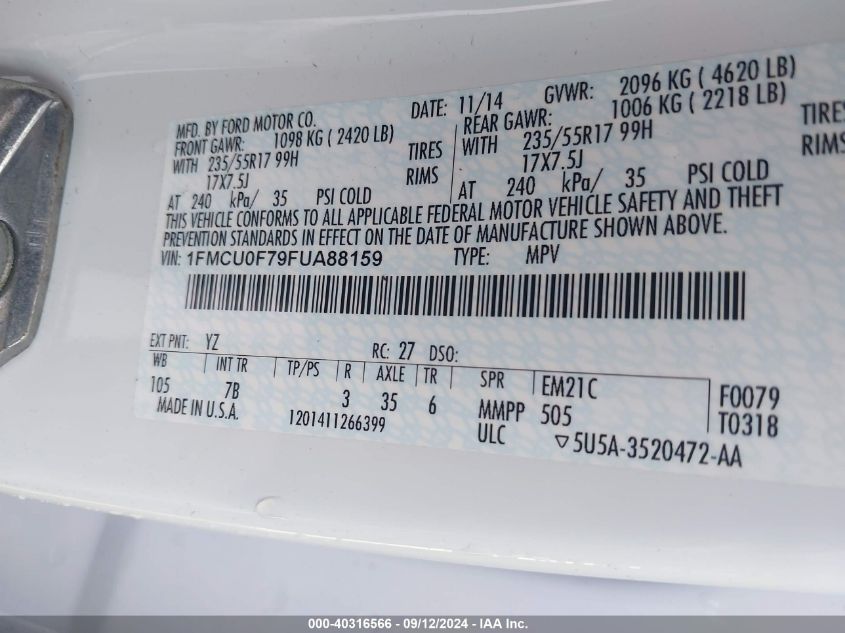 MFD. BY FORD MOTOR CO. DATE: 11/14 GVWR: 2096 KG ( 4620 LB)
FRONT GAWR: 1098 KG ( 2420 LB) REAR GAWR: 1006 KG ( 2218 LB)
WITH 235/55R17 99H TIRES WITH 235/55R17 99H TIRES
17X7.5J RIMS 17X7.5J RIMS
AT 240 kPa/ 35 PSI COLD AT 240 kPa/ 35 PSI COLD
THIS VEHICLE CONFORMS TO ALL APPLICABLE FEDERAL MOTOR VEHICLE SAFETY AND THEFT
PREVENTION STANDARDS IN EFFECT ON THE DATE OF MANUFACTURE SHOWN ABOVE.
VIN: 1FMCU0F79FUA88159 TYPE: MPV
EXT PNT: YZ RC: 27 DSO:
WB INT TR TP/PS R AXLE TR SPR EM21C F0079
105 7B 3 35 6 MMPP 505 T0318
MADE IN U.S.A. 1201411266399 ULC ▽5U5A-3520472-AA
000-40316566 - 09/12/2024 - IAA Inc.